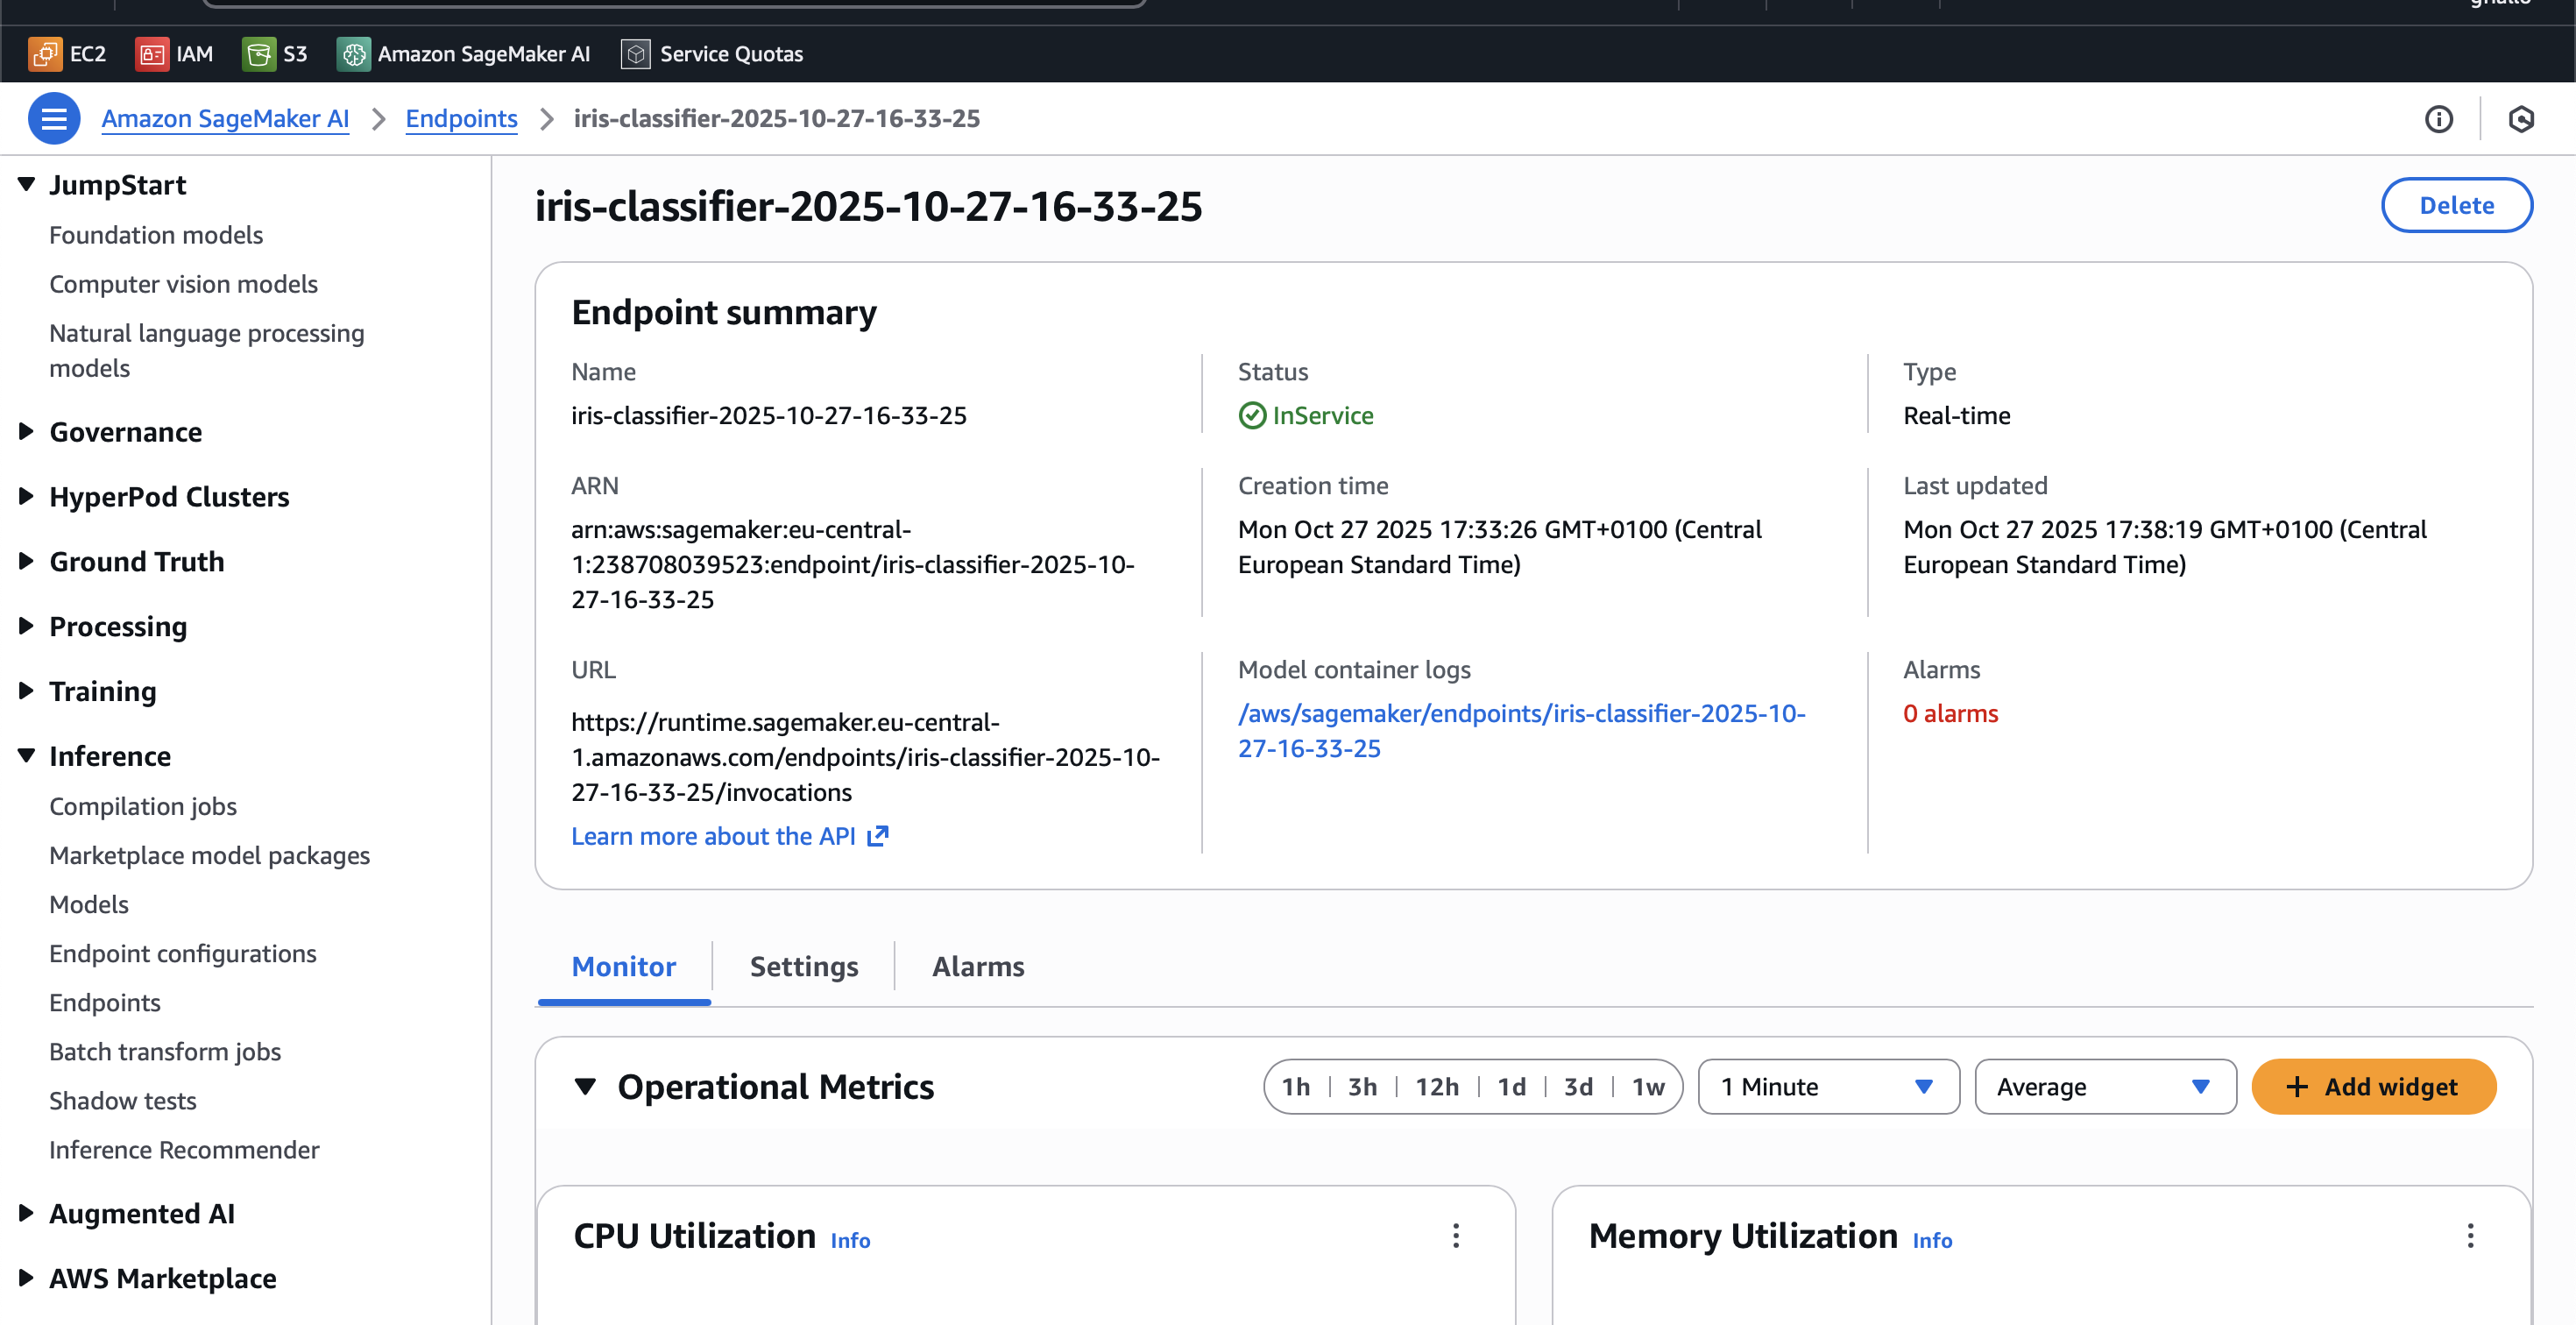 EC2
IAM
S3
Amazon SageMaker AI
Service Quotas
Amazon SageMaker AI
Endpoints
iris-classifier-2025-10-27-16-33-25
JumpStart
Foundation models
Computer vision models
Natural language processing
models
Governance
HyperPod Clusters
Ground Truth
Processing
Training
Inference
Compilation jobs
Marketplace model packages
Models
Endpoint configurations
Endpoints
Batch transform jobs
Shadow tests
Inference Recommender
Augmented AI
AWS Marketplace
iris-classifier-2025-10-27-16-33-25
Delete
Endpoint summary
Name
iris-classifier-2025-10-27-16-33-25
Status
InService
Type
Real-time
ARN
arn:aws:sagemaker:eu-central-
1:238708039523:endpoint/iris-classifier-2025-10-
27-16-33-25
Creation time
Mon Oct 27 2025 17:33:26 GMT+0100 (Central
European Standard Time)
Last updated
Mon Oct 27 2025 17:38:19 GMT+0100 (Central
European Standard Time)
URL
https://runtime.sagemaker.eu-central-
1.amazonaws.com/endpoints/iris-classifier-2025-10-
27-16-33-25/invocations
Learn more about the API
Model container logs
/aws/sagemaker/endpoints/iris-classifier-2025-10-
27-16-33-25
Alarms
0 alarms
Monitor
Settings
Alarms
Operational Metrics
1h
3h
12h
1d
3d
1w
1 Minute
Average
+ Add widget
CPU Utilization Info
Memory Utilization Info